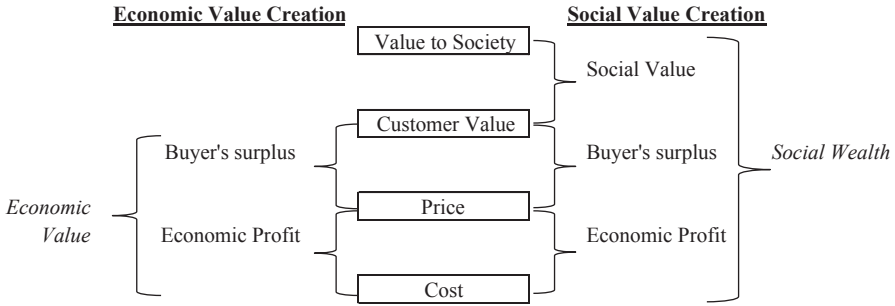 Economic Value Creation
Social Value Creation
Value to Society
Social Value
Customer Value
Buyer's surplus
Buyer's surplus
Social Wealth
Economic
Value
Price
Economic Profit
Economic Profit
Cost